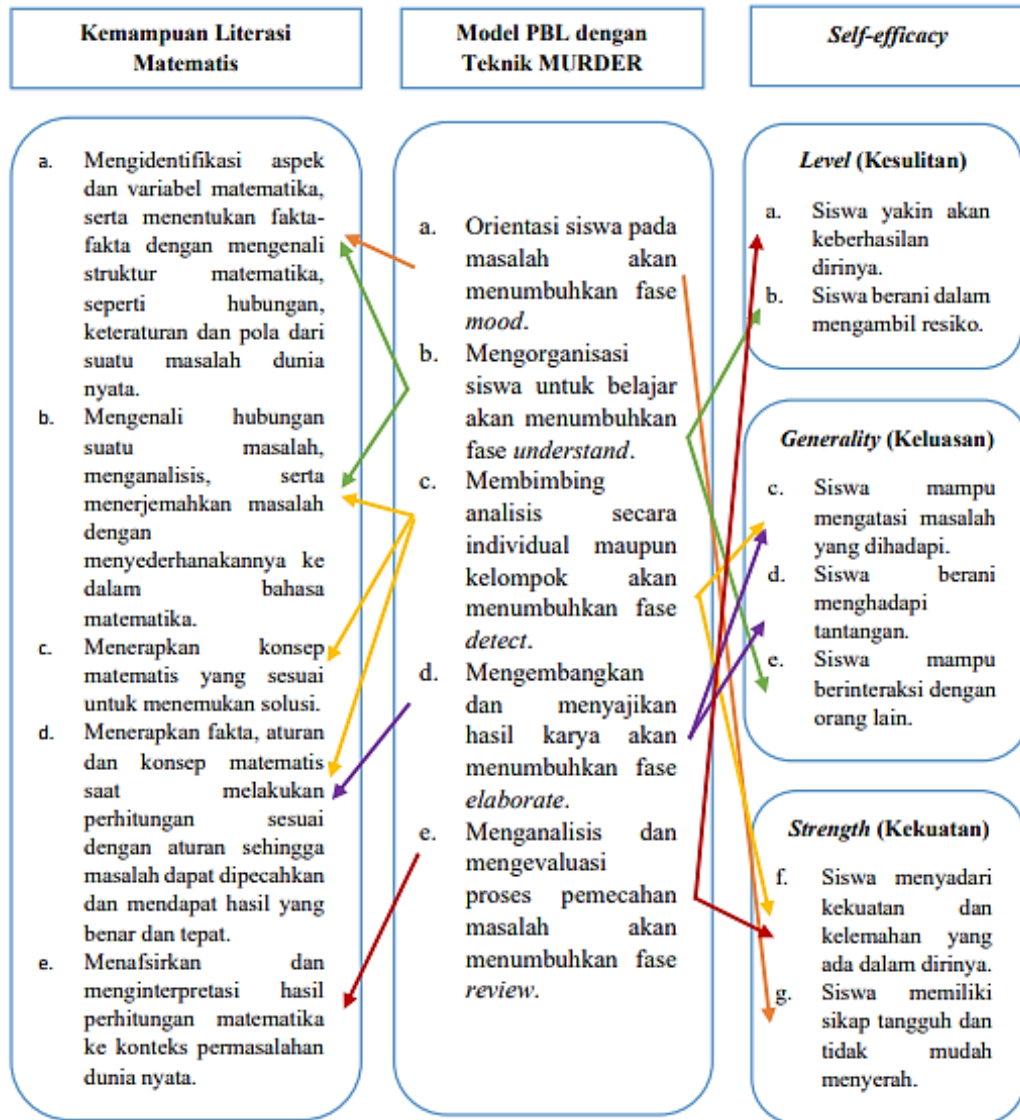 Kemampuan Literasi
Matematis
a. Mengidentifikasi aspek
dan variabel matematika,
serta menentukan fakta-
fakta dengan mengenali
struktur matematika,
seperti hubungan,
keteraturan dan pola dari
suatu masalah dunia
nyata.
b. Mengenali hubungan
suatu masalah,
menganalisis, serta
menerjemahkan masalah
dengan
menyederhanakannya ke
dalam bahasa
matematika.
c. Menerapkan konsep
matematis yang sesuai
untuk menemukan solusi.
d. Menerapkan fakta, aturan
dan konsep matematis
saat melakukan
perhitungan sesuai
dengan aturan sehingga
masalah dapat dipecahkan
dan mendapat hasil yang
benar dan tepat.
e. Menafsirkan dan
menginterpretasi hasil
perhitungan matematika
ke konteks permasalahan
dunia nyata.
Model PBL dengan
Teknik MURDER
a. Orientasi siswa pada
masalah akan
menumbuhkan fase
mood.
b. Mengorganisasi
siswa untuk belajar
akan menumbuhkan
fase understand.
c. Membimbing
analisis secara
individual maupun
kelompok akan
menumbuhkan fase
detect.
d. Mengembangkan
dan menyajikan
hasil karya akan
menumbuhkan fase
elaborate.
e. Menganalisis dan
mengevaluasi
proses pemecahan
masalah akan
menumbuhkan fase
review.
Self-efficacy
Level (Kesulitan)
a. Siswa yakin akan
keberhasilan
dirinya.
b. Siswa berani dalam
mengambil resiko.
Generality (Keluasan)
c. Siswa mampu
mengatasi masalah
yang dihadapi.
d. Siswa berani
menghadapi
tantangan.
e. Siswa mampu
berinteraksi dengan
orang lain.
Strength (Kekuatan)
f. Siswa menyadari
kekuatan dan
kelemahan yang
ada dalam dirinya.
g. Siswa memiliki
sikap tangguh dan
tidak mudah
menyerah.